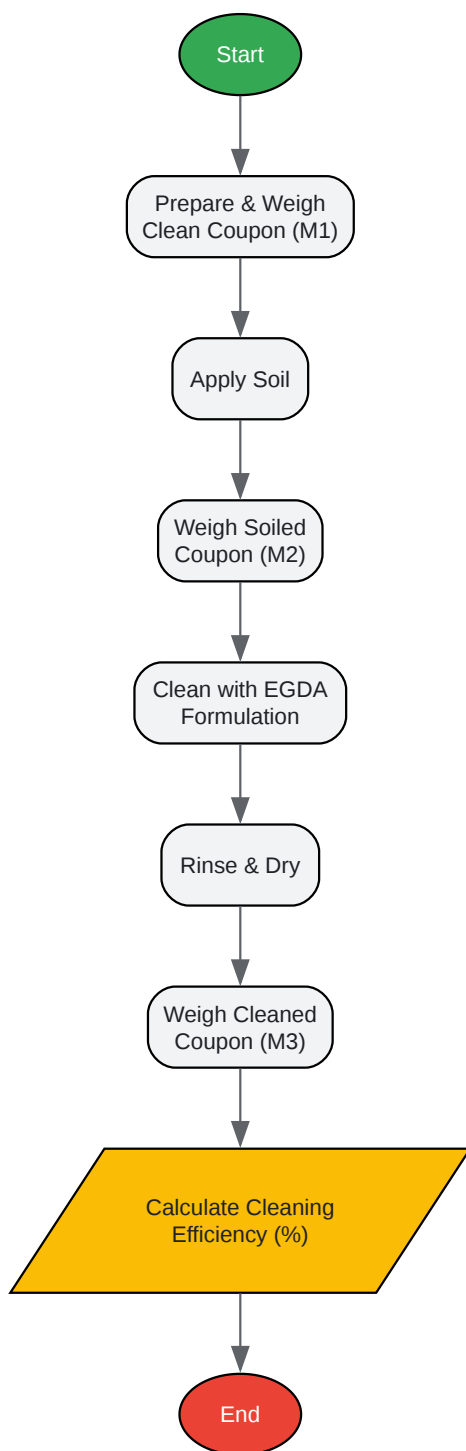 Start
Prepare & Weigh
Clean Coupon (M1)
Apply Soil
Weigh Soiled
Coupon (M2)
Clean with EGDA
Formulation
Rinse & Dry
Weigh Cleaned
Coupon (M3)
Calculate Cleaning
Efficiency (%)
End